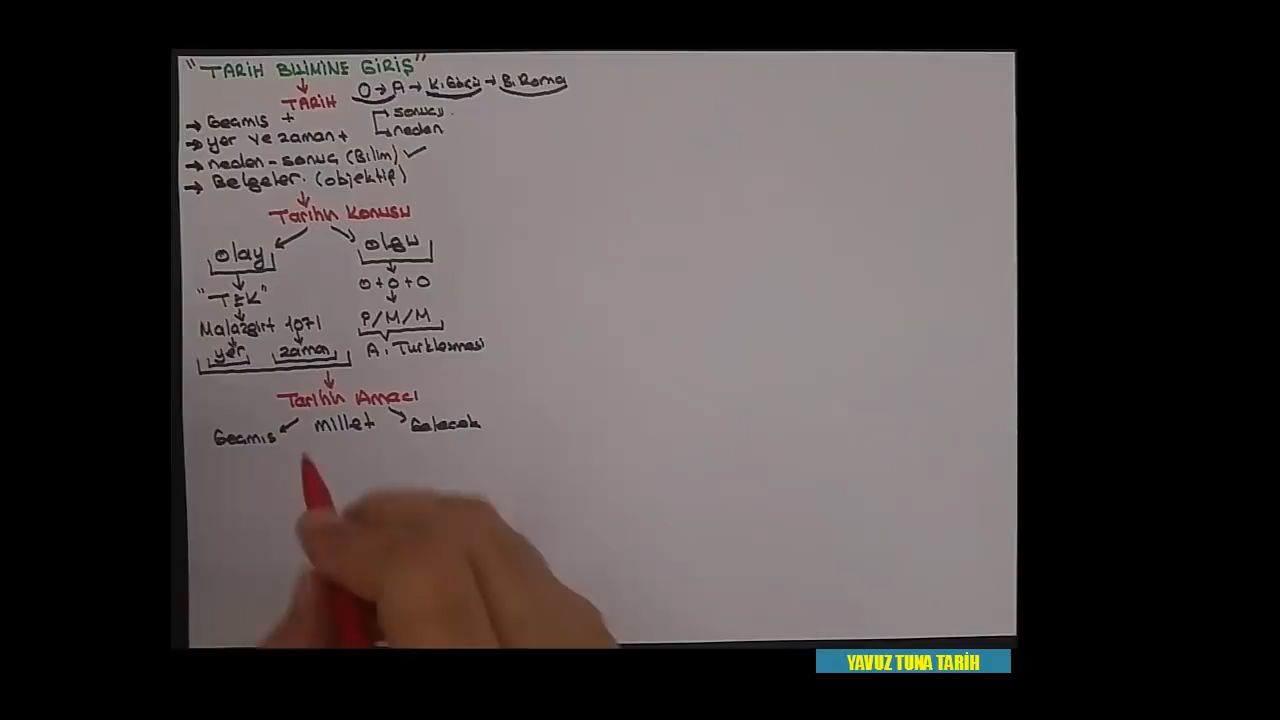 "TARİH BİLİMİNE GİRİŞ"
TARİH
O → A → K. Göçü → B. Roma
→ Geçmiş +
→ yer ve zaman +
→ neden - sonuç (Bilim) ✓
→ Belgeler. (objektif)
sonucu.
neden
Tarihin Konusu
olay
olgu
"TEK"
O + O + O
Malazgirt 1071
P/M/M
yer
zaman
A. Türkleşmesi
Tarihin Amacı
Geçmiş
millet
Gelecek
YAVUZ TUNA TARİH